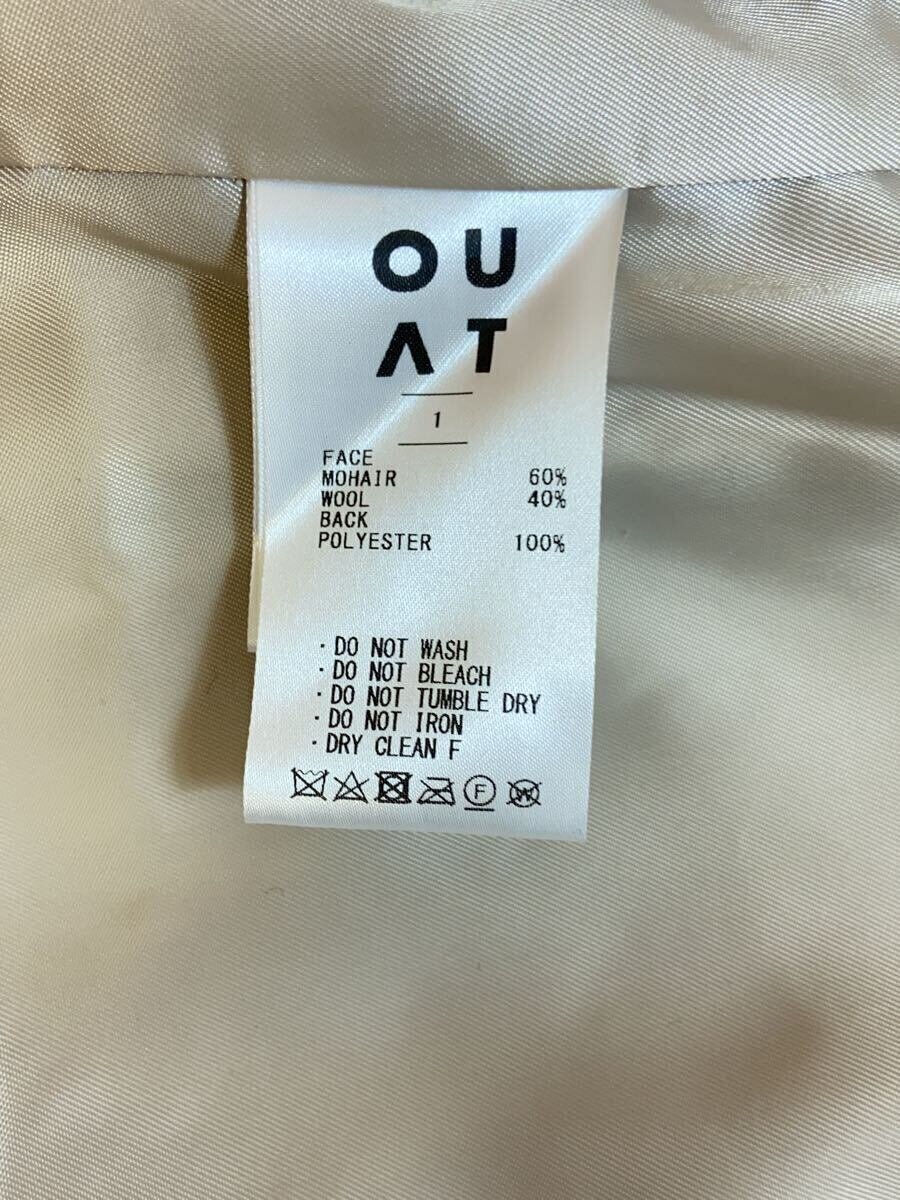 OU
ΛT
1
FACE
MOHAIR 60%
WOOL 40%
BACK
POLYESTER 100%
・DO NOT WASH
・DO NOT BLEACH
・DO NOT TUMBLE DRY
・DO NOT IRON
・DRY CLEAN F
F W